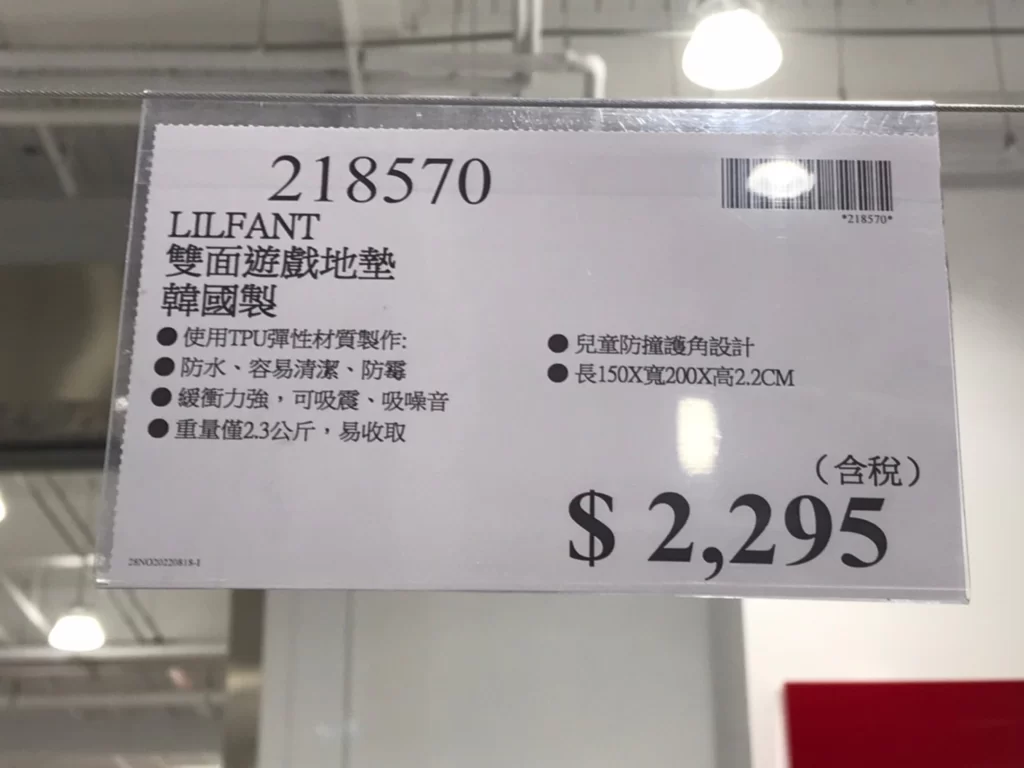 218570
*218570*
LILFANT
雙面遊戲地墊
韓國製
● 使用TPU彈性材質製作:
● 防水、容易清潔、防霉
● 緩衝力強，可吸震、吸噪音
● 重量僅2.3公斤，易收取
● 兒童防撞護角設計
● 長150X寬200X高2.2CM
（含稅）
$ 2,295
28NO20220818-I